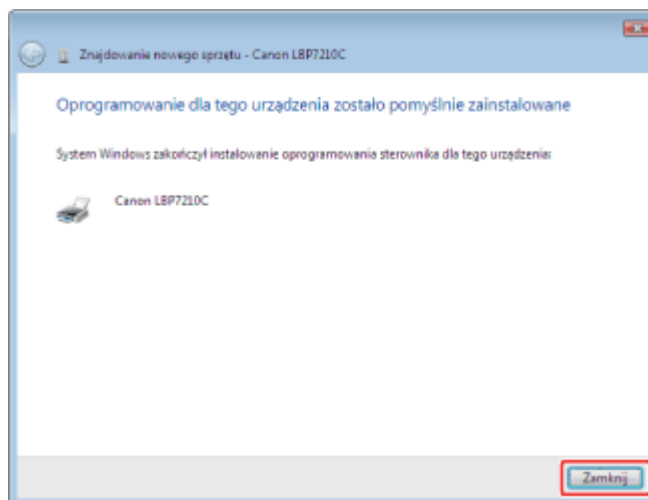 Znajdowanie nowego sprzętu - Canon LBP7210C
Oprogramowanie dla tego urządzenia zostało pomyślnie zainstalowane
System Windows zakończył instalowanie oprogramowania sterownika dla tego urządzenia:
Canon LBP7210C
Zamknij